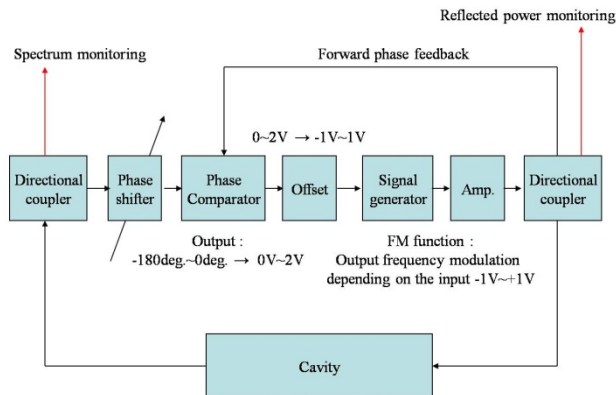 Reflected power monitoring
Spectrum monitoring
Forward phase feedback
0~2V → -1V~1V
Directional
coupler
Phase
shifter
Phase
Comparator
Offset
Signal
generator
Amp.
Directional
coupler
Output :
-180deg.~0deg. → 0V~2V
FM function :
Output frequency modulation
depending on the input -1V~+1V
Cavity